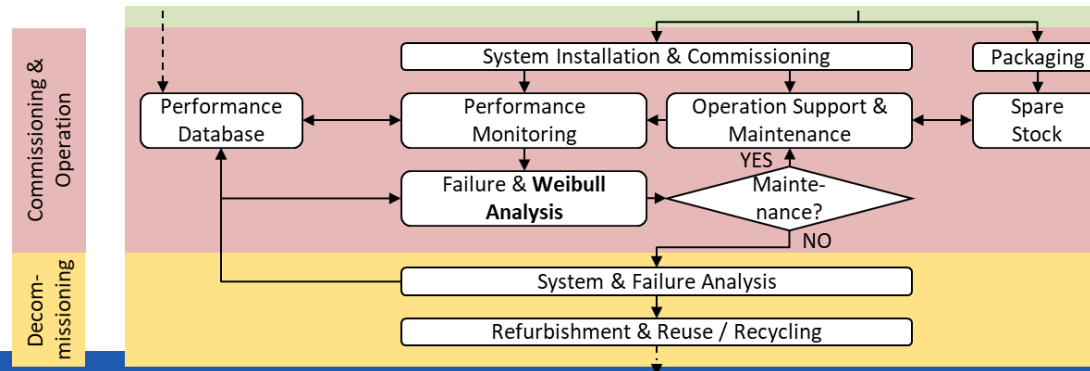 Commissioning &
Operation
System Installation & Commissioning
Packaging
Performance
Database
Performance
Monitoring
Operation Support &
Maintenance
Spare
Stock
YES
Failure & Weibull
Analysis
Mainte-
nance?
NO
Decom-
missioning
System & Failure Analysis
Refurbishment & Reuse / Recycling